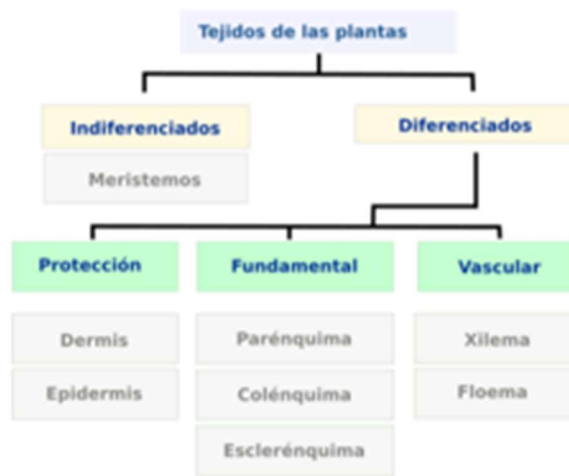 Tejidos de las plantas
Indiferenciados
Diferenciados
Meristemos
Protección
Fundamental
Vascular
Dermis
Parénquima
Xilema
Epidermis
Colénquima
Floema
Esclerénquima